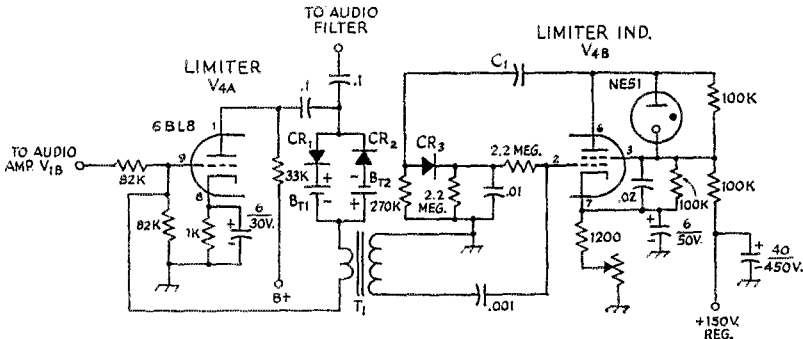 TO AUDIO
FILTER
.1
.1
LIMITER
V4A
6BL8
TO AUDIO
AMP. V1B
82K
9
1
8
82K
1K
6
30V.
33K
B+
CR1
CR2
+
-
BT1
-
+
BT2
T1
270K
CR3
2.2
MEG.
.01
2.2 MEG.
C1
.001
LIMITER IND.
V4B
NE51
2
6
3
7
.02
100K
1200
+
-
6
50V.
100K
100K
+
-
40
450V.
+150V.
REG.